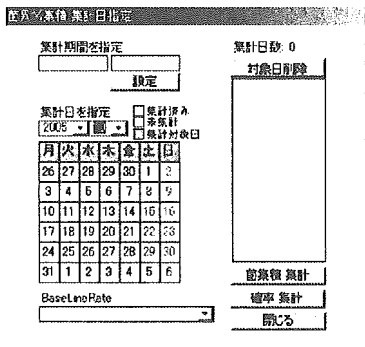 集計日指定
集計期間を指定
設定
集計日を指定
2005
集計済み
未集計
集計対象日
月 火 水 木 金 土 日
26 27 28 29 30 1 2
3 4 5 6 7 8 9
10 11 12 13 14 15 16
17 18 19 20 21 22 23
24 25 26 27 28 29 30
31 1 2 3 4 5 6
BaseLineRate
集計日数: 0
対象日削除
面集積 集計
確率 集計
閉じる